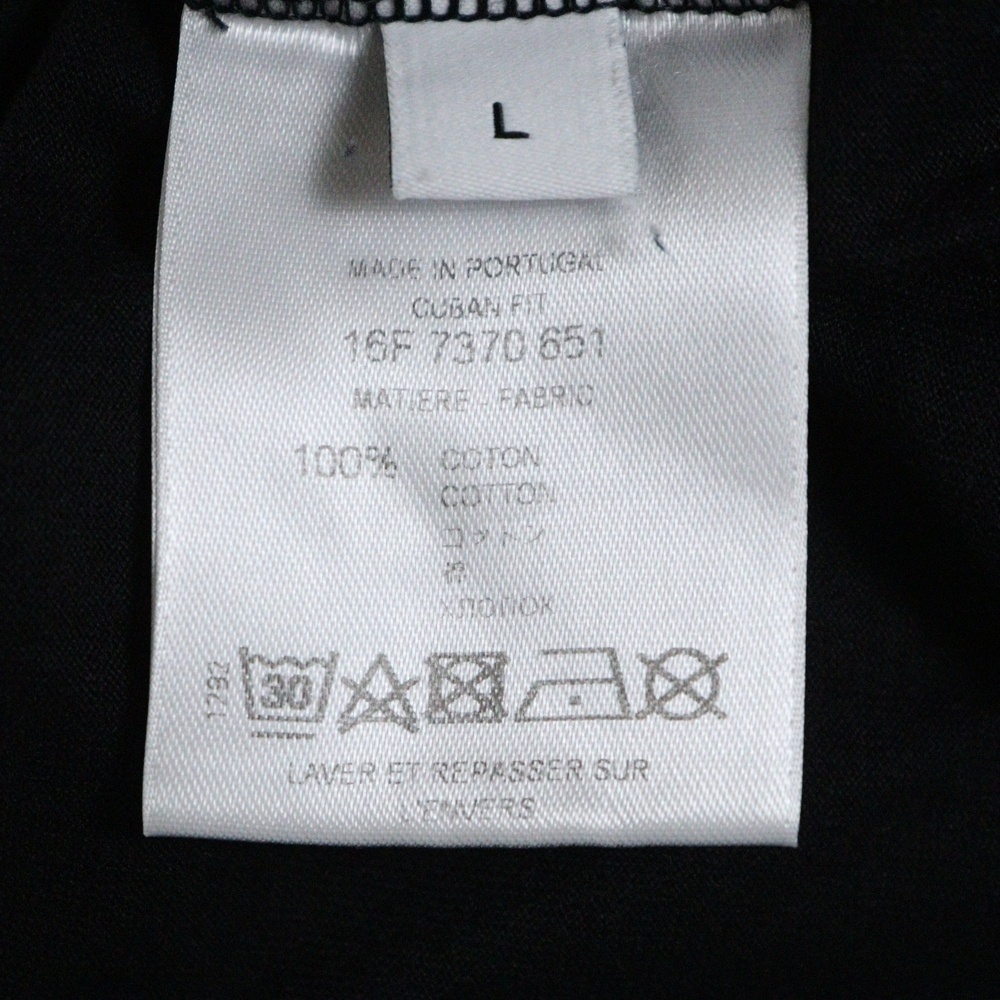 L
MADE IN PORTUGAL
CUBAN FIT
16F 7370 651
MATIERE - FABRIC
100% COTON
COTTON
コットン
棉
ХЛОПОК
1792
30
LAVER ET REPASSER SUR
L'ENVERS